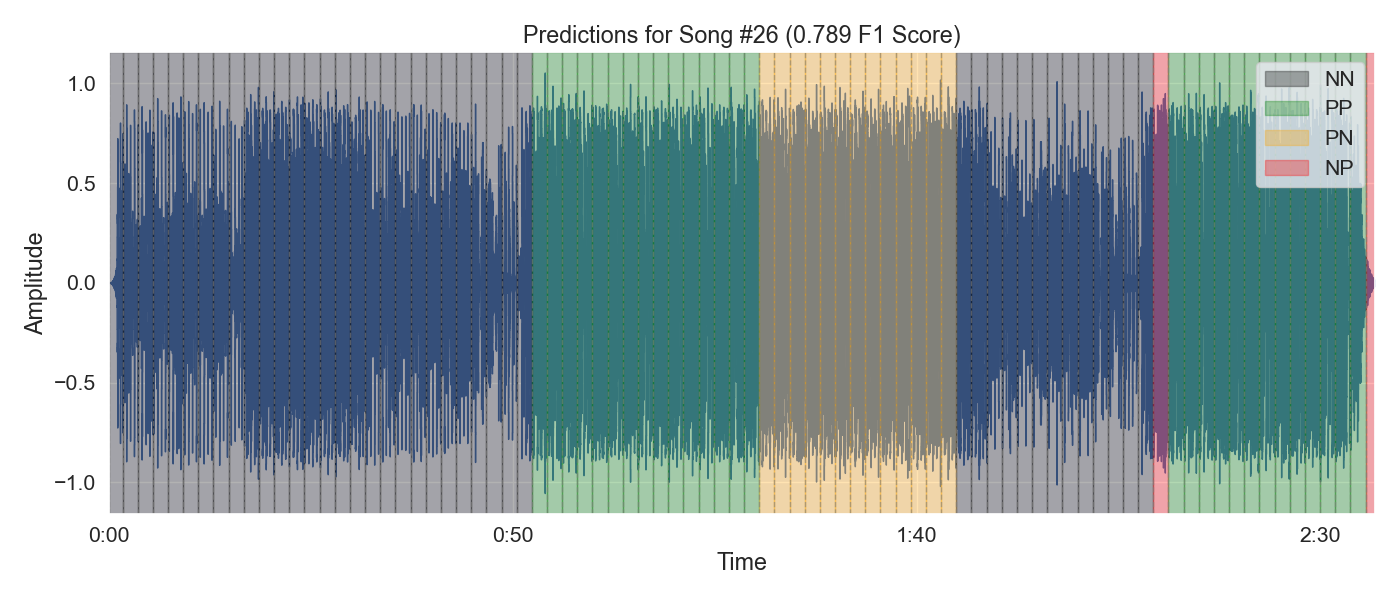 Predictions for Song #26 (0.789 F1 Score)
1.0
0.5
0.0
−0.5
−1.0
Amplitude
NN
PP
PN
NP
0:00
0:50
1:40
2:30
Time